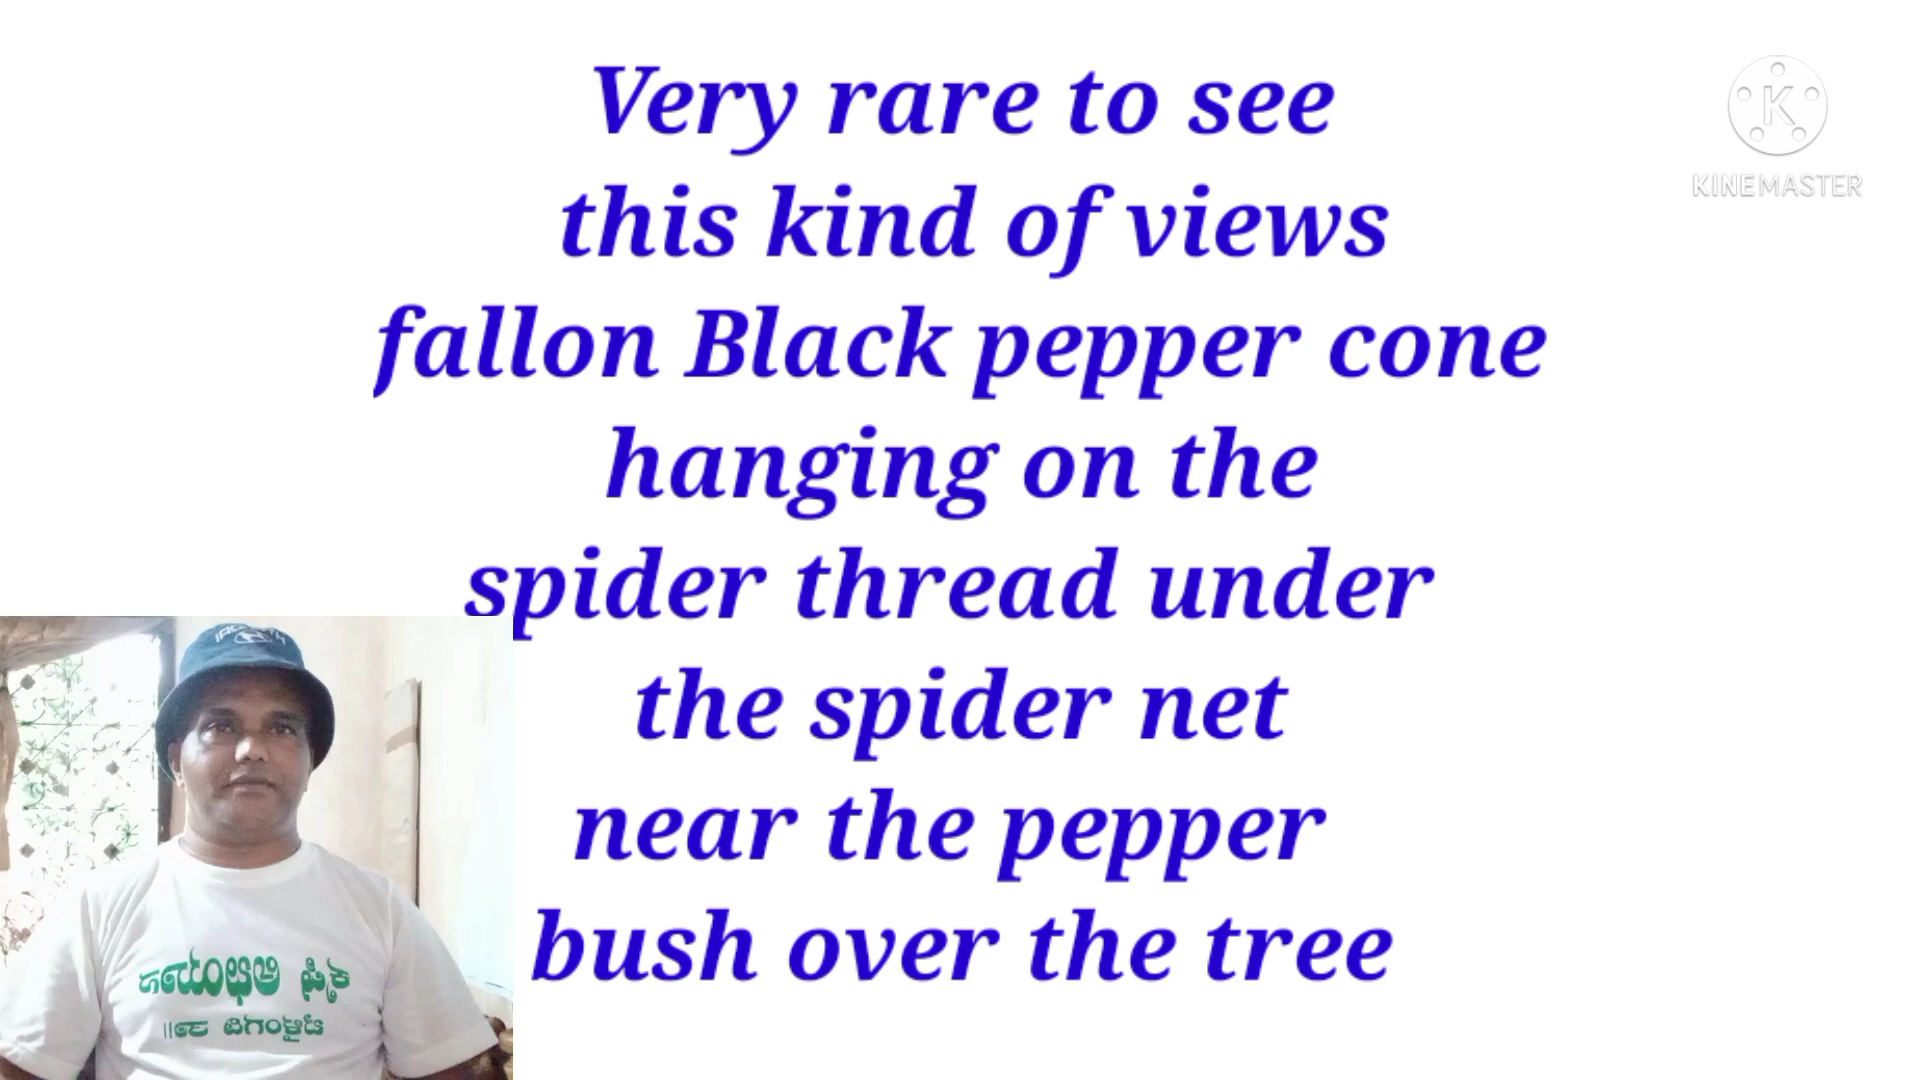 Very rare to see
this kind of views
fallon Black pepper cone
hanging on the
spider thread under
the spider net
near the pepper
bush over the tree
KINEMASTER